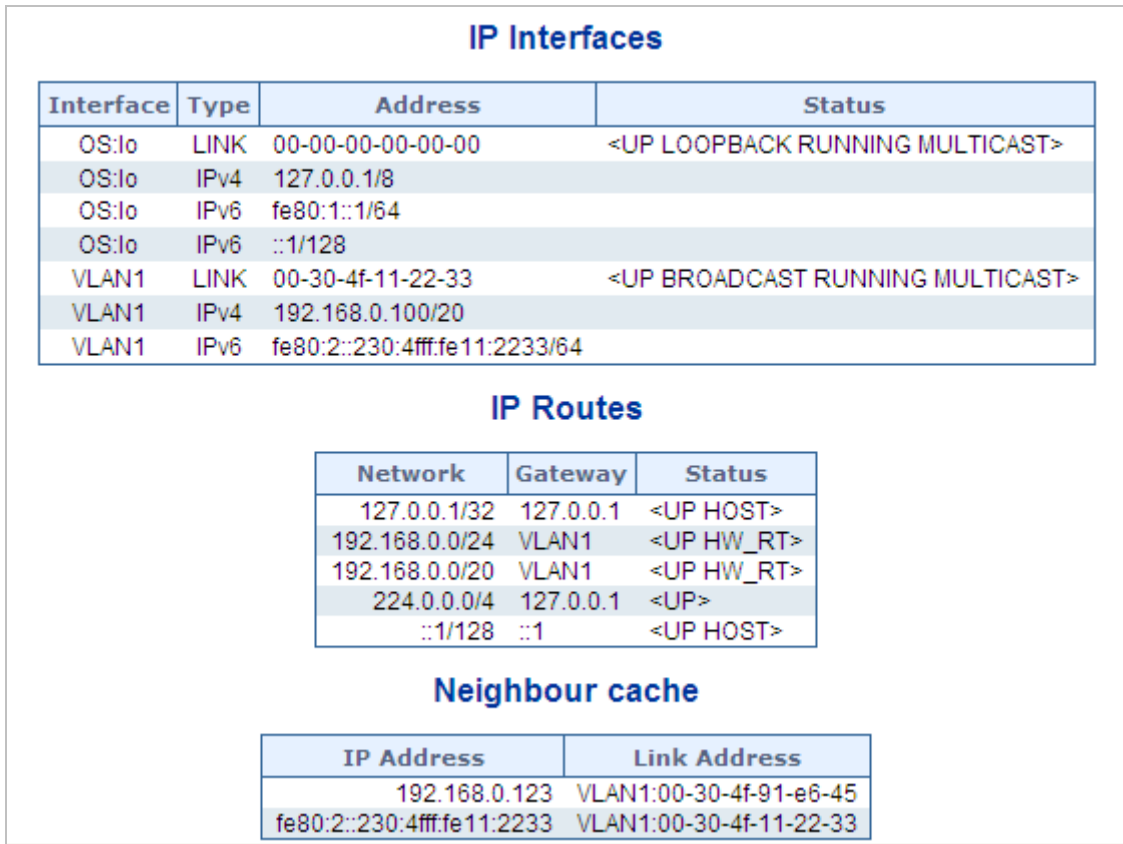 IP Interfaces
Interface Type Address Status
OS:lo LINK 00-00-00-00-00-00 <UP LOOPBACK RUNNING MULTICAST>
OS:lo IPv4 127.0.0.1/8
OS:lo IPv6 fe80:1::1/64
OS:lo IPv6 ::1/128
VLAN1 LINK 00-30-4f-11-22-33 <UP BROADCAST RUNNING MULTICAST>
VLAN1 IPv4 192.168.0.100/20
VLAN1 IPv6 fe80:2::230:4fff:fe11:2233/64
IP Routes
Network Gateway Status
127.0.0.1/32 127.0.0.1 <UP HOST>
192.168.0.0/24 VLAN1 <UP HW_RT>
192.168.0.0/20 VLAN1 <UP HW_RT>
224.0.0.0/4 127.0.0.1 <UP>
::1/128 ::1 <UP HOST>
Neighbour cache
IP Address Link Address
192.168.0.123 VLAN1:00-30-4f-91-e6-45
fe80:2::230:4fff:fe11:2233 VLAN1:00-30-4f-11-22-33